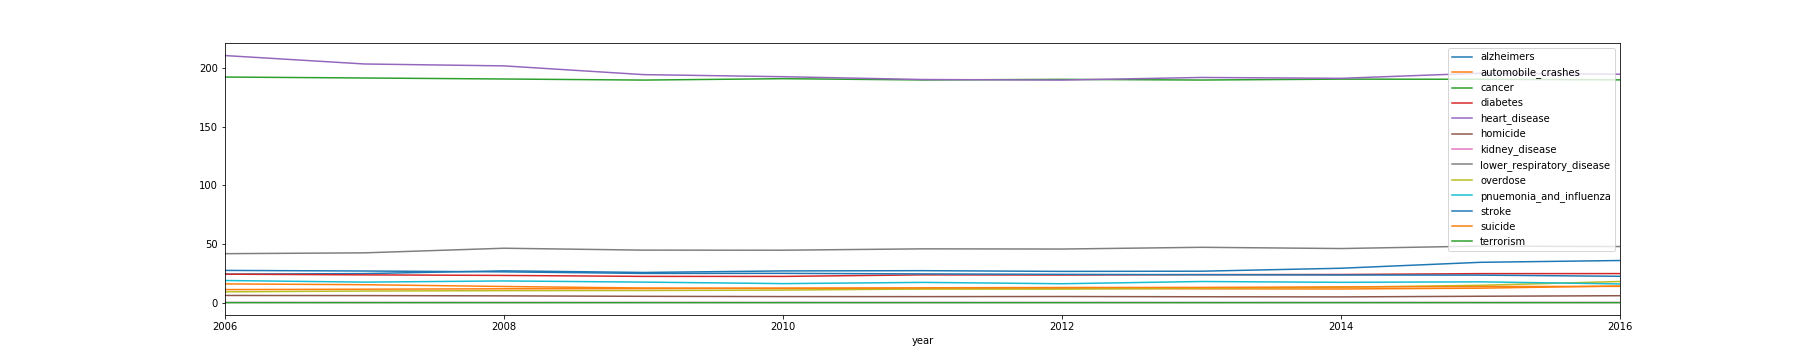 200
150
100
50
0
2006
2008
2010
2012
2014
2016
year
alzheimers
automobile_crashes
cancer
diabetes
heart_disease
homicide
kidney_disease
lower_respiratory_disease
overdose
pnuemonia_and_influenza
stroke
suicide
terrorism